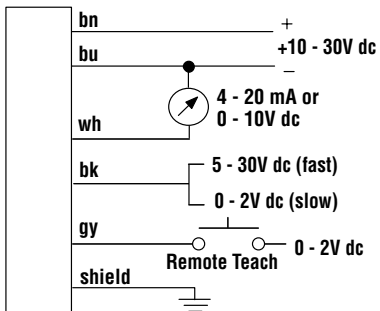 bn
+
+10 - 30V dc
bu
–
4 - 20 mA or
0 - 10V dc
wh
bk
5 - 30V dc (fast)
0 - 2V dc (slow)
gy
0 - 2V dc
Remote Teach
shield